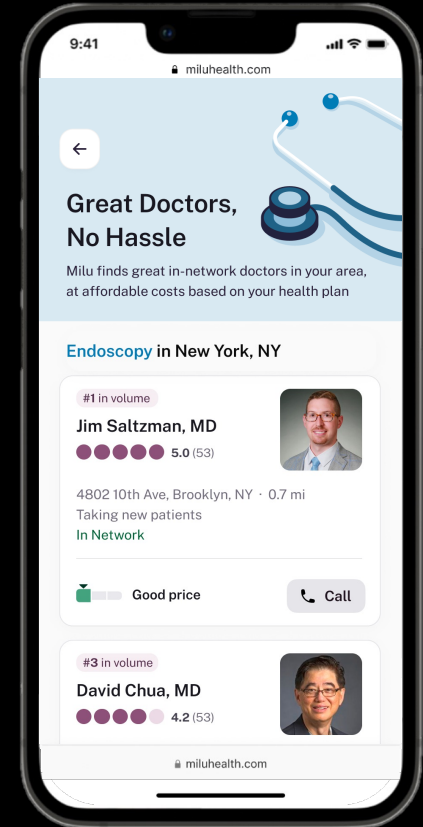 9:41
miluhealth.com
Great Doctors,
No Hassle
Milu finds great in-network doctors in your area,
at affordable costs based on your health plan
Endoscopy in New York, NY
#1 in volume
Jim Saltzman, MD
5.0 (53)
4802 10th Ave, Brooklyn, NY · 0.7 mi
Taking new patients
In Network
Good price
Call
#3 in volume
David Chua, MD
4.2 (53)
miluhealth.com